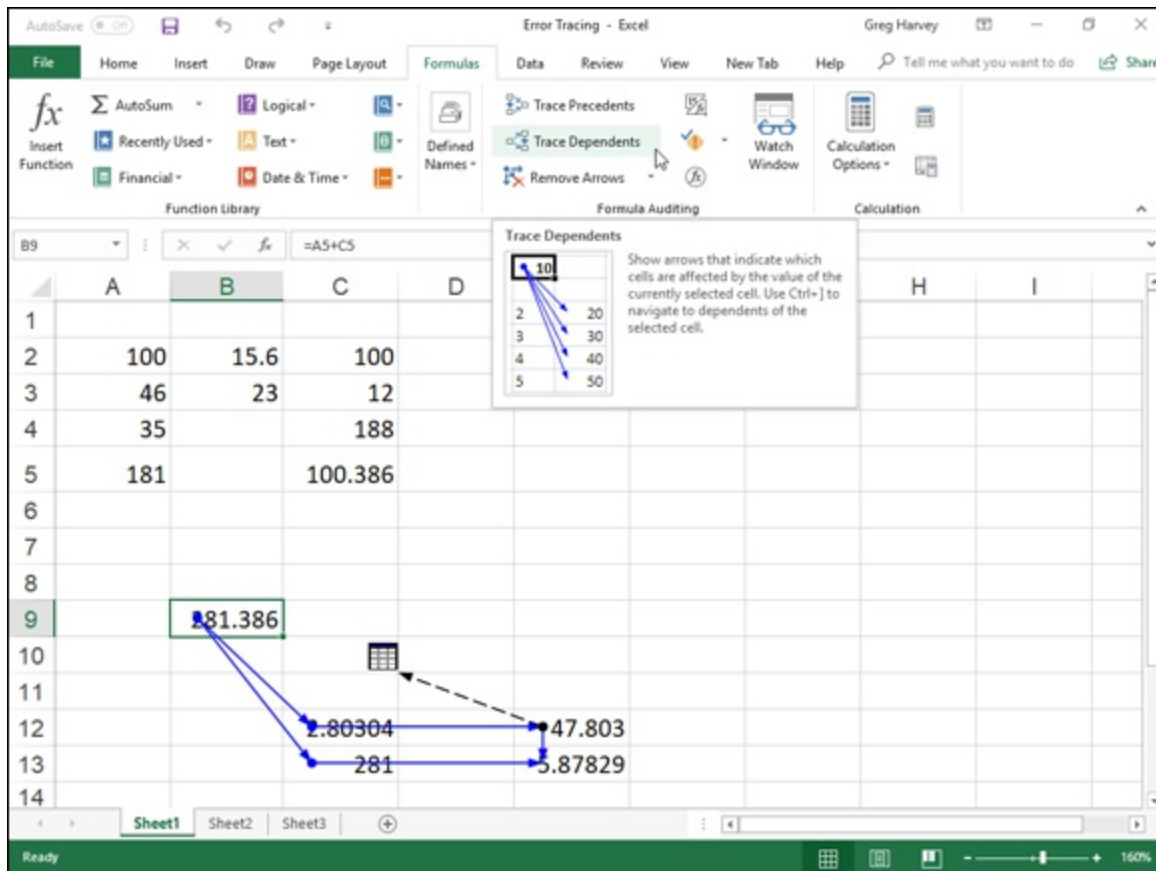 AutoSave Off Error Tracing - Excel Greg Harvey
File Home Insert Draw Page Layout Formulas Data Review View New Tab Help Tell me what you want to do Share
fx Insert Function
Σ AutoSum
Recently Used
Financial
? Logical
A Text
Date & Time
θ
Function Library
Defined Names
Trace Precedents
Trace Dependents
Remove Arrows
fx
Watch Window
Formula Auditing
Calculation Options
Calculation
B9 fx =A5+C5
Trace Dependents
Show arrows that indicate which
cells are affected by the value of the
currently selected cell. Use Ctrl+] to
navigate to dependents of the
selected cell.
10
2 20
3 30
4 40
5 50
A B C D H I
1
2 100 15.6 100
3 46 23 12
4 35 188
5 181 100.386
6
7
8
9 281.386
10
11
12 2.80304 47.803
13 281 5.87829
14
Sheet1 Sheet2 Sheet3
Ready 160%